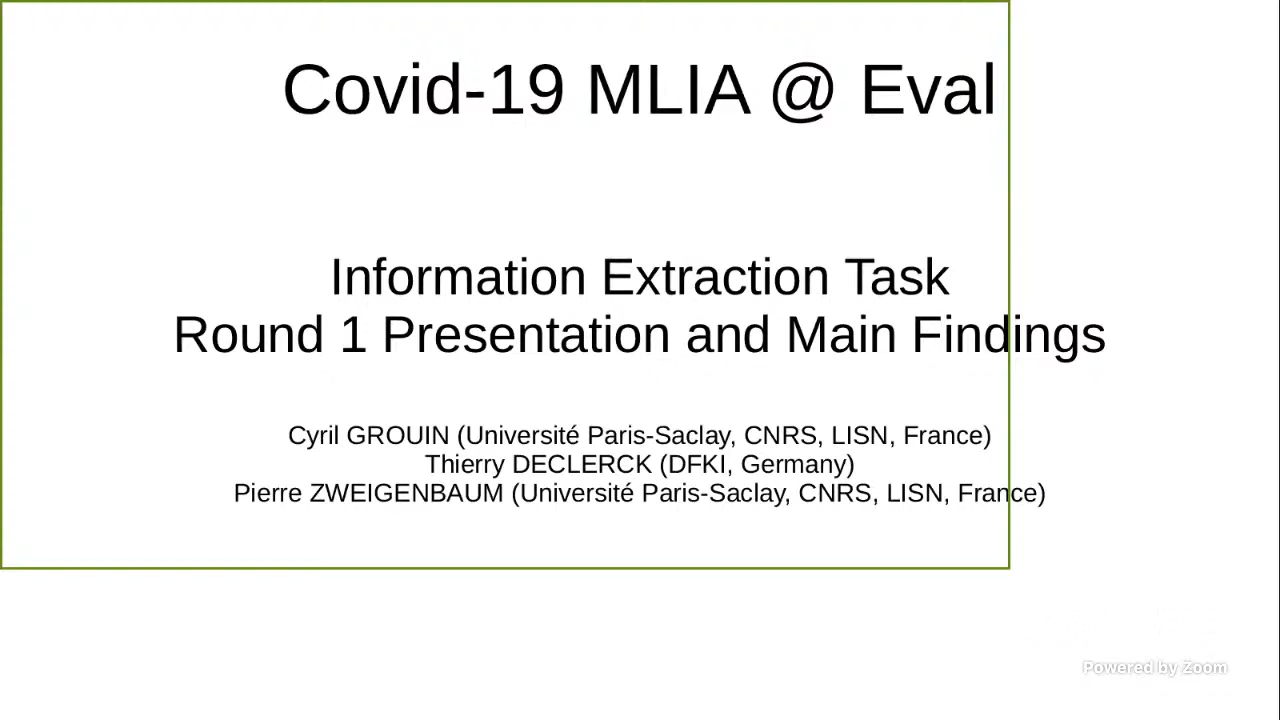 Covid-19 MLIA @ Eval
Information Extraction Task
Round 1 Presentation and Main Findings
Cyril GROUIN (Université Paris-Saclay, CNRS, LISN, France)
Thierry DECLERCK (DFKI, Germany)
Pierre ZWEIGENBAUM (Université Paris-Saclay, CNRS, LISN, France)
Powered by Zoom